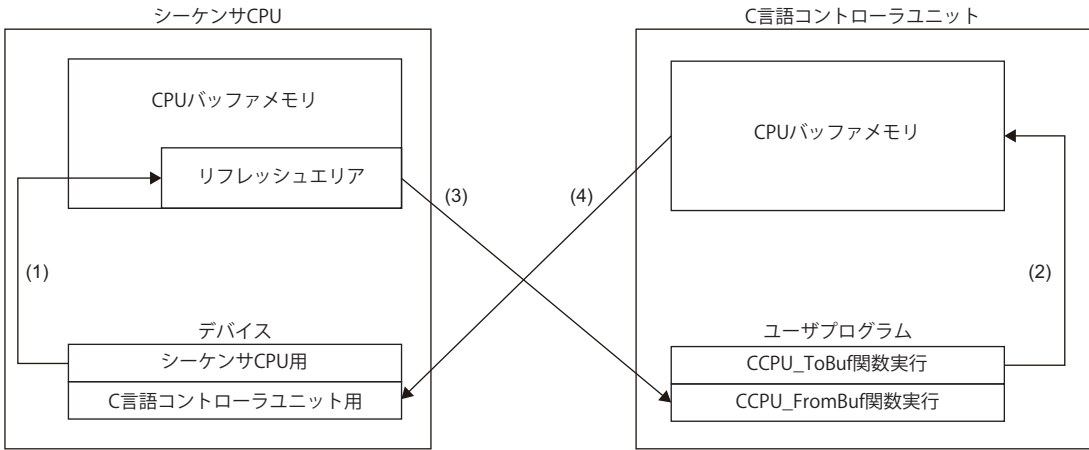 シーケンサCPU
CPUバッファメモリ
リフレッシュエリア
(1)
デバイス
シーケンサCPU用
C言語コントローラユニット用
(3)
(4)
C言語コントローラユニット
CPUバッファメモリ
(2)
ユーザプログラム
CCPU_ToBuf関数実行
CCPU_FromBuf関数実行